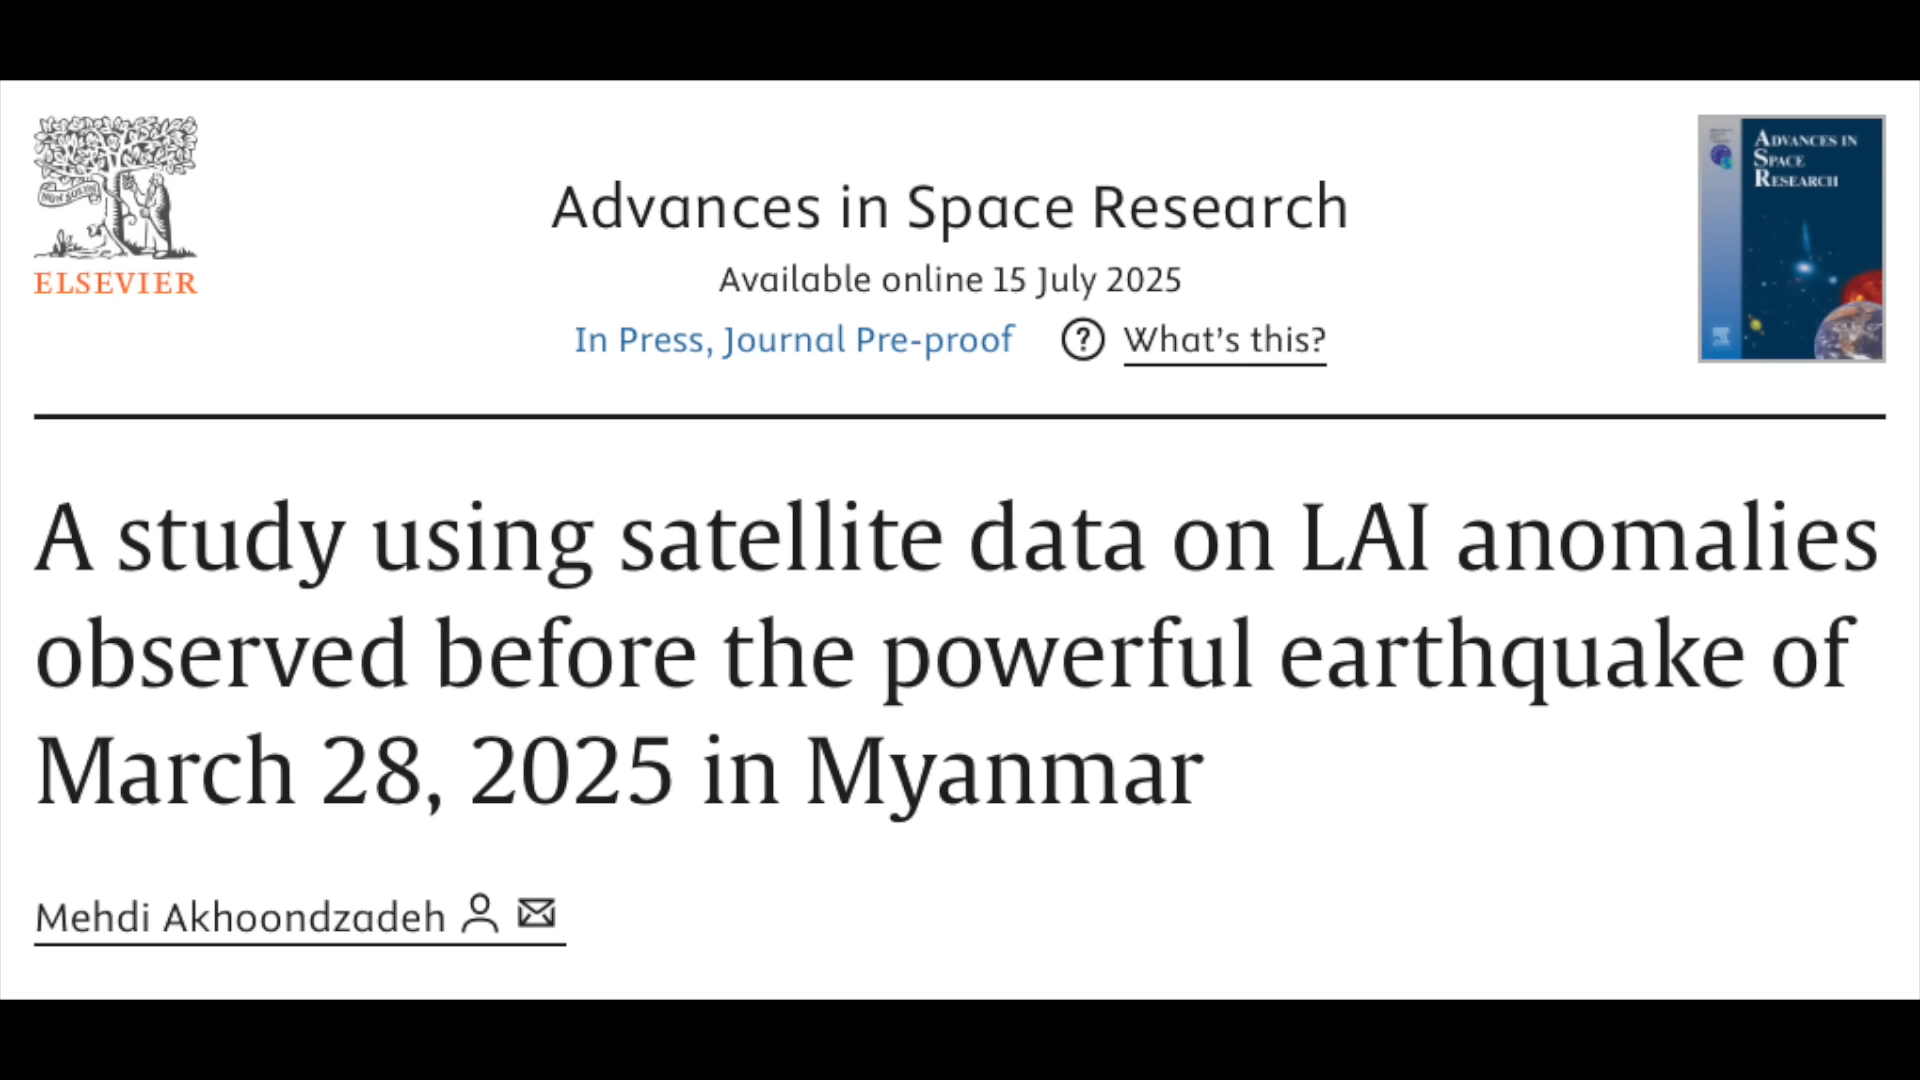 ELSEVIER
Advances in Space Research
Available online 15 July 2025
In Press, Journal Pre-proof ? What's this?
ADVANCES IN
SPACE
RESEARCH
A study using satellite data on LAI anomalies
observed before the powerful earthquake of
March 28, 2025 in Myanmar
Mehdi Akhoondzadeh